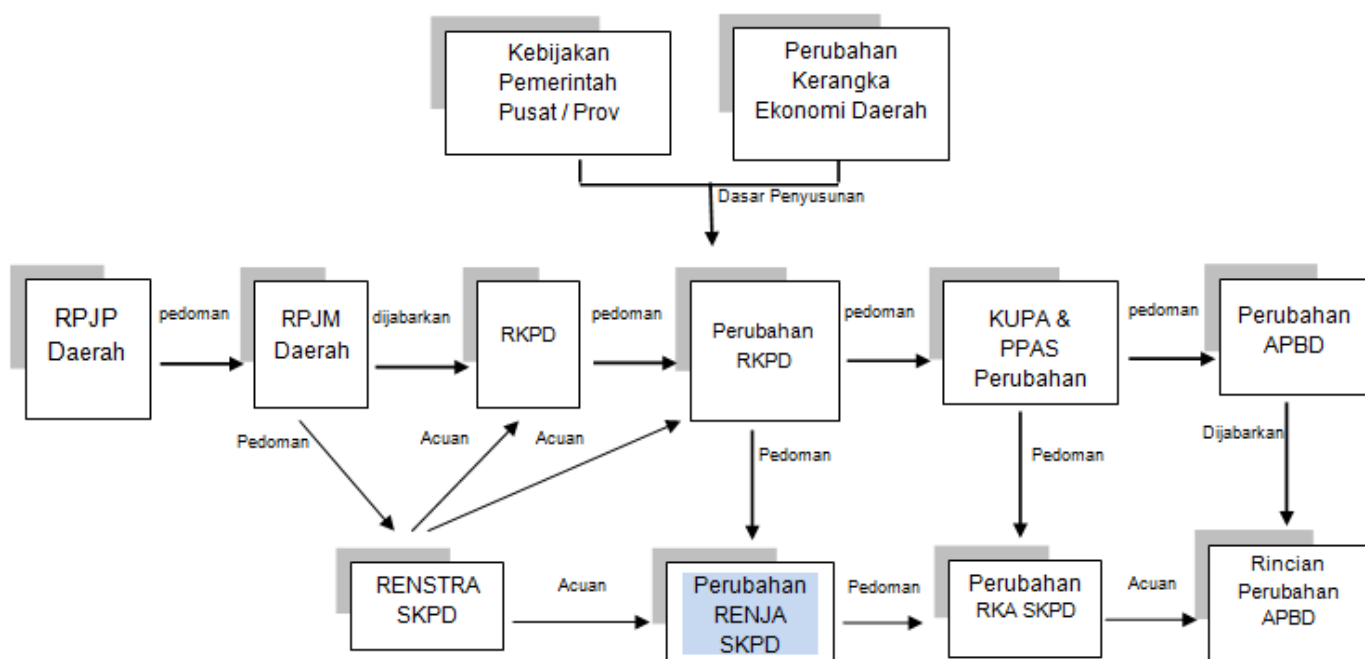 Kebijakan
Pemerintah
Pusat / Prov
Perubahan
Kerangka
Ekonomi Daerah
Dasar Penyusunan
RPJP
Daerah
pedoman
RPJM
Daerah
dijabarkan
RKPD
pedoman
Perubahan
RKPD
pedoman
KUPA &
PPAS
Perubahan
pedoman
Perubahan
APBD
Pedoman
Acuan
Acuan
Pedoman
Pedoman
Dijabarkan
RENSTRA
SKPD
Acuan
Perubahan
RENJA
SKPD
Pedoman
Perubahan
RKA SKPD
Acuan
Rincian
Perubahan
APBD